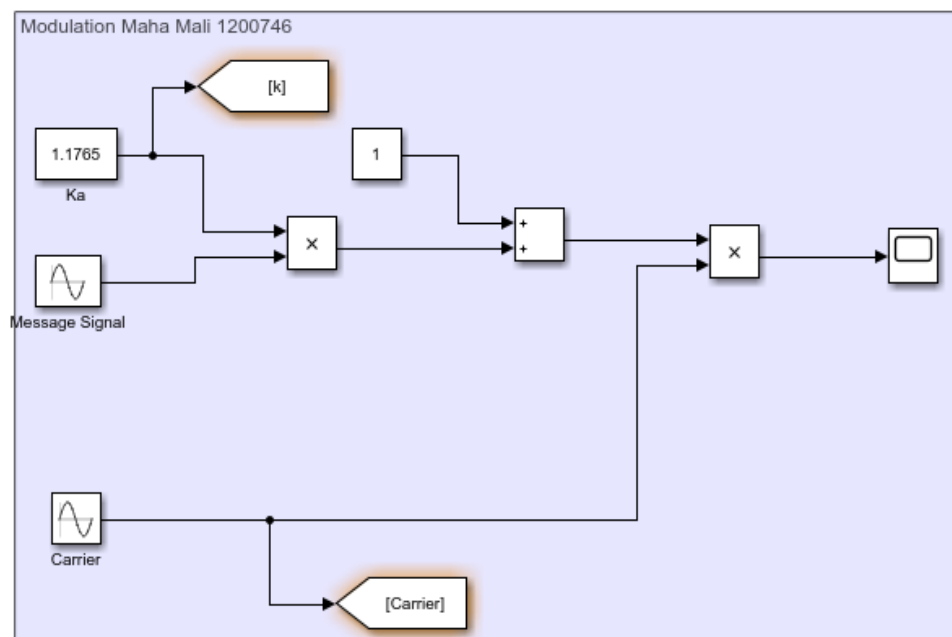 Modulation Maha Mali 1200746
[k]
1.1765
1
Ka
×
+
+
×
Message Signal
Carrier
[Carrier]